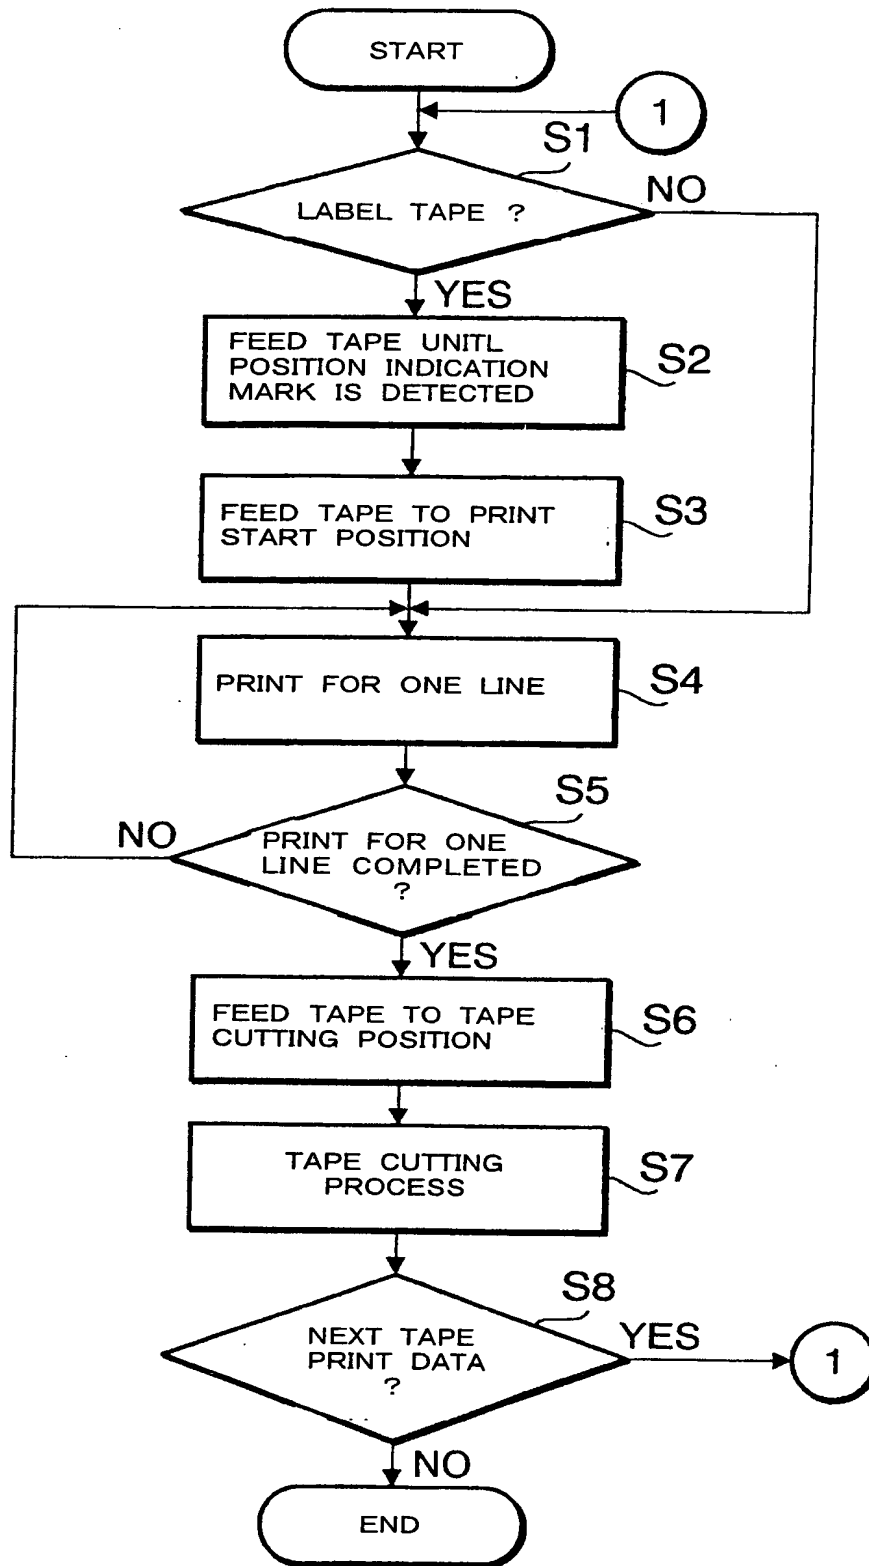 START
1
S1
LABEL TAPE ?
NO
YES
FEED TAPE UNITL
POSITION INDICATION
MARK IS DETECTED
S2
FEED TAPE TO PRINT
START POSITION
S3
PRINT FOR ONE LINE
S4
S5
NO
PRINT FOR ONE
LINE COMPLETED
?
YES
FEED TAPE TO TAPE
CUTTING POSITION
S6
TAPE CUTTING
PROCESS
S7
S8
NEXT TAPE
PRINT DATA
?
YES
1
NO
END